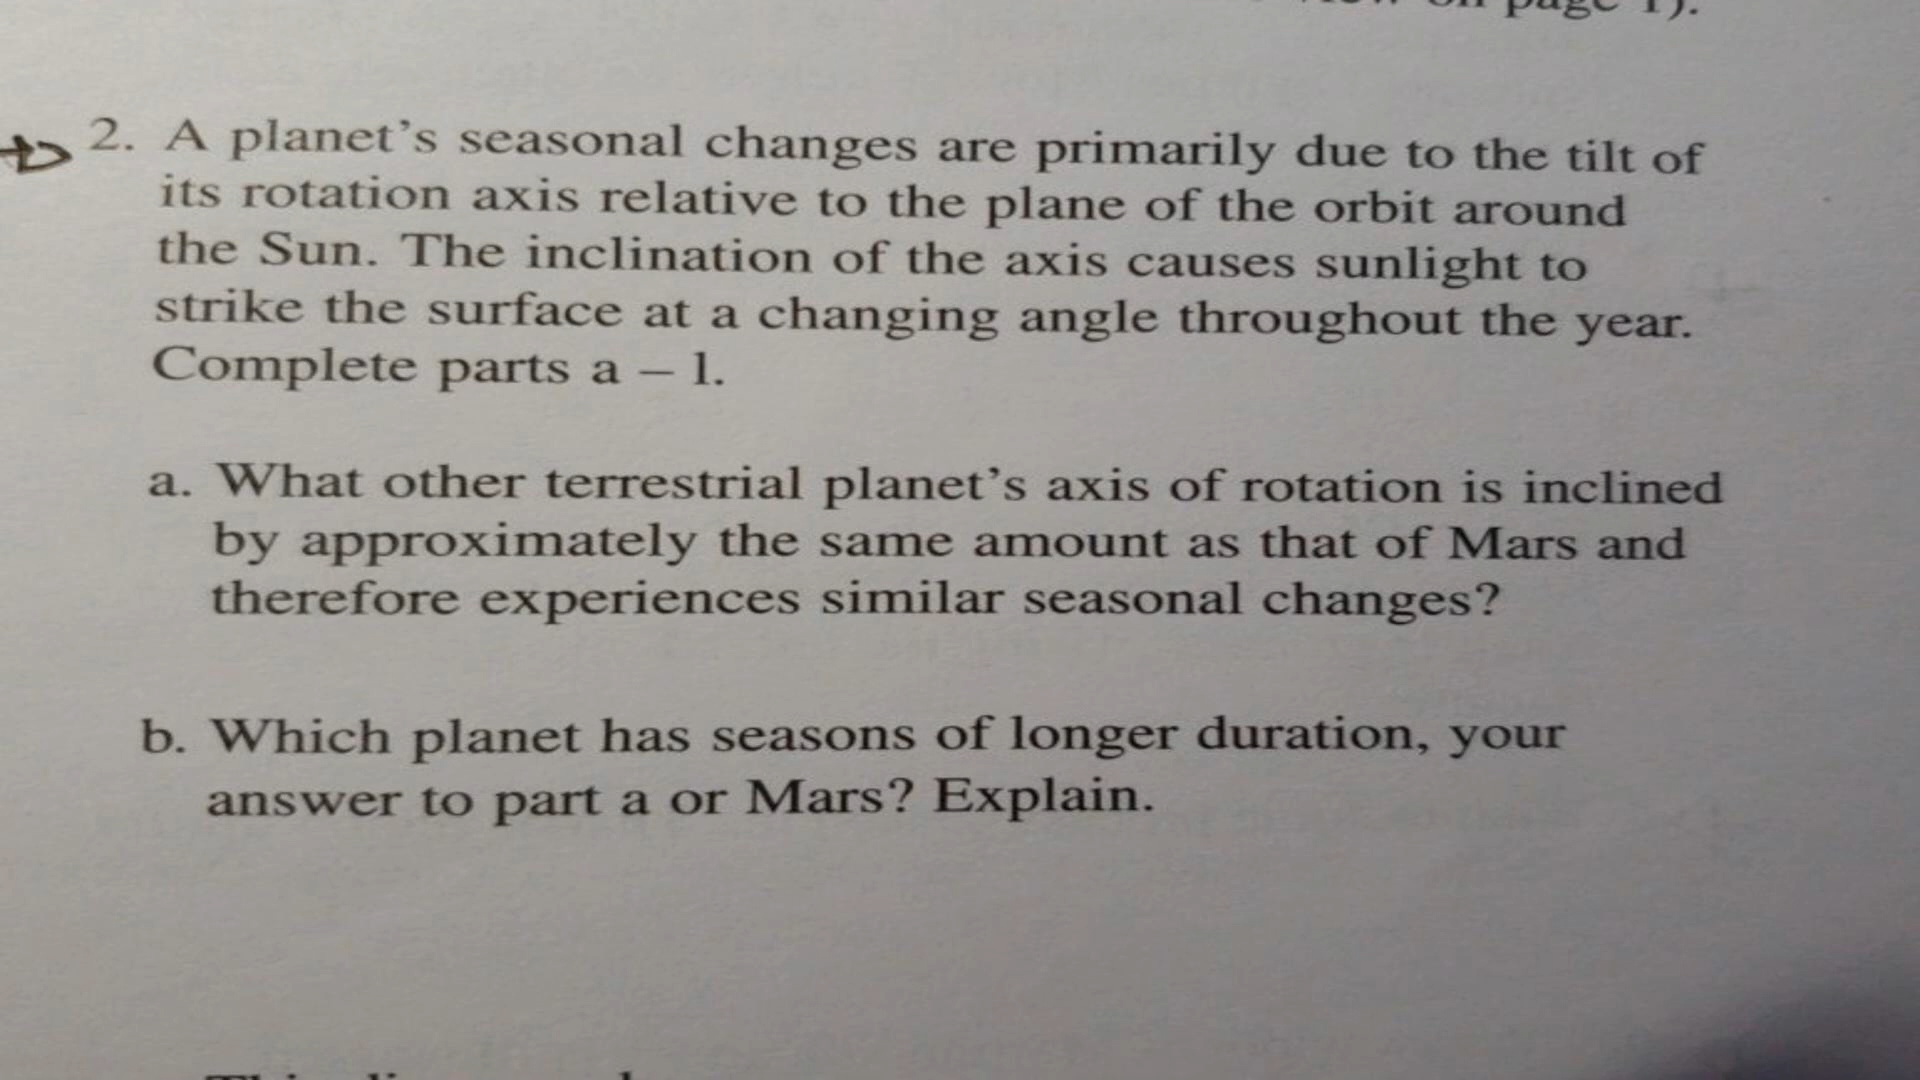 on page 1).
2. A planet's seasonal changes are primarily due to the tilt of
its rotation axis relative to the plane of the orbit around
the Sun. The inclination of the axis causes sunlight to
strike the surface at a changing angle throughout the year.
Complete parts a – l.
a. What other terrestrial planet's axis of rotation is inclined
by approximately the same amount as that of Mars and
therefore experiences similar seasonal changes?
b. Which planet has seasons of longer duration, your
answer to part a or Mars? Explain.